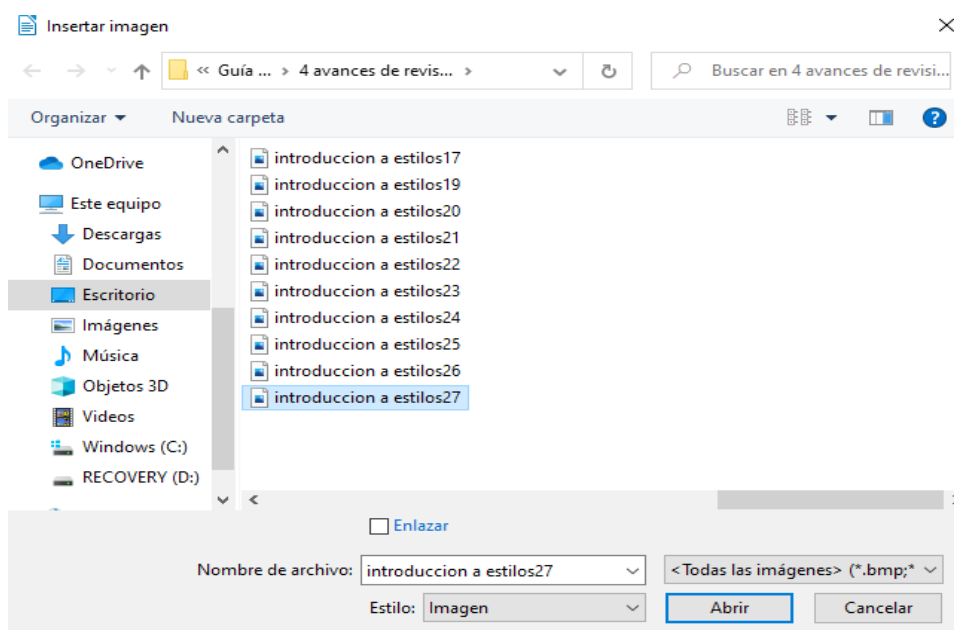 Insertar imagen
« Guía ... › 4 avances de revis... ›
Buscar en 4 avances de revisi...
Organizar
Nueva carpeta
?
OneDrive
Este equipo
Descargas
Documentos
Escritorio
Imágenes
Música
Objetos 3D
Videos
Windows (C:)
RECOVERY (D:)
introduccion a estilos17
introduccion a estilos19
introduccion a estilos20
introduccion a estilos21
introduccion a estilos22
introduccion a estilos23
introduccion a estilos24
introduccion a estilos25
introduccion a estilos26
introduccion a estilos27
Enlazar
Nombre de archivo: introduccion a estilos27
<Todas las imágenes> (*.bmp;*
Estilo: Imagen
Abrir
Cancelar